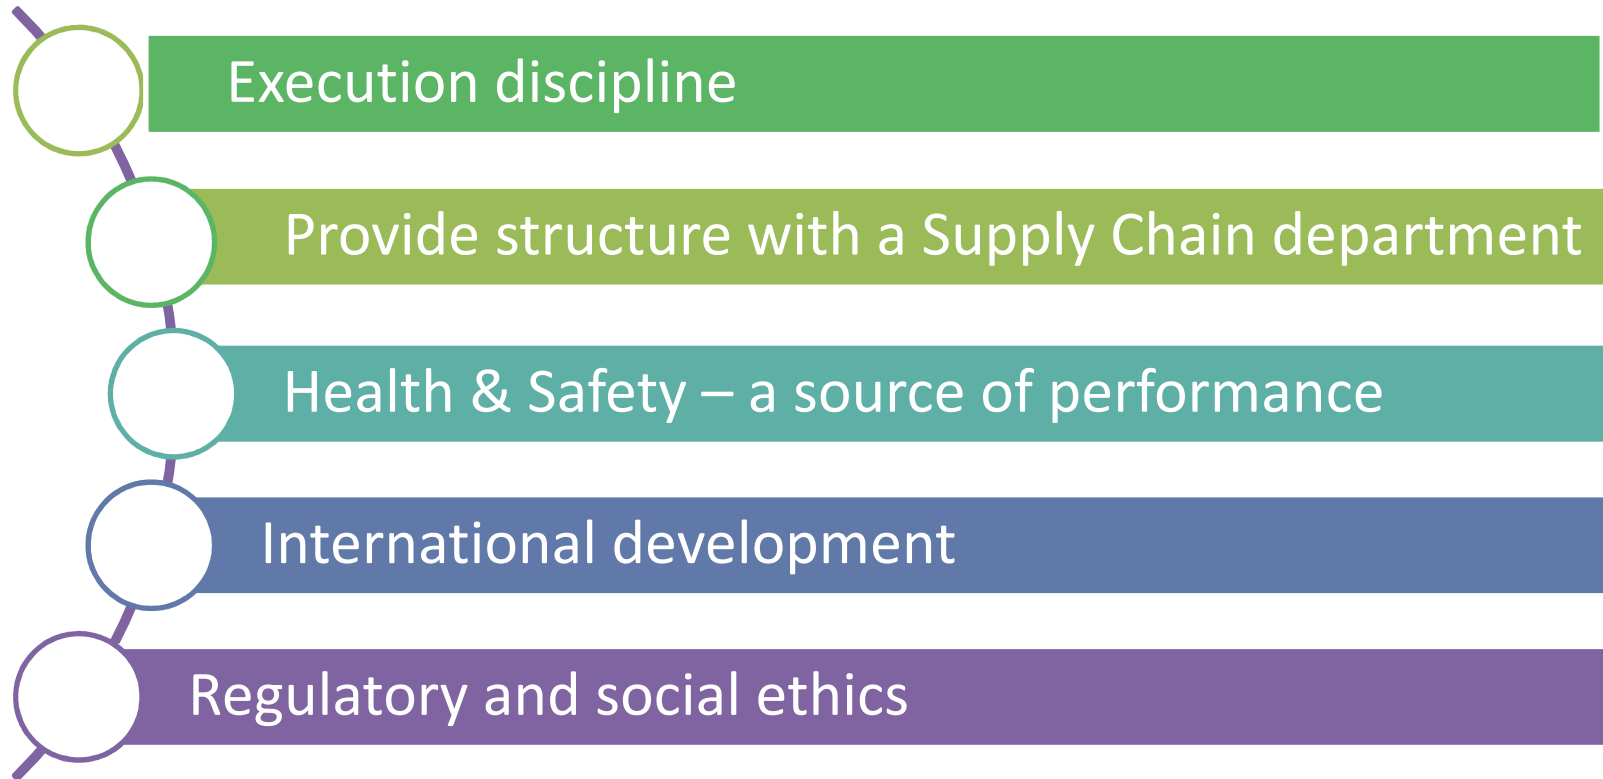 Execution discipline
Provide structure with a Supply Chain department
Health & Safety – a source of performance
International development
Regulatory and social ethics